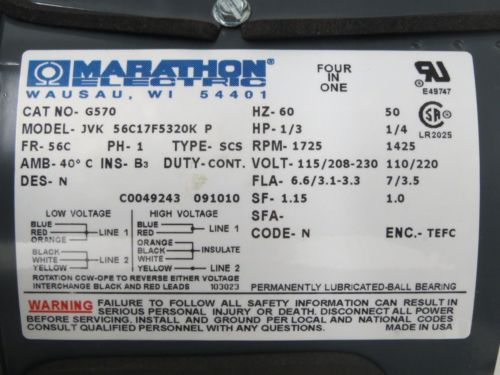 MARATHON
ELECTRIC
WAUSAU, WI 54401
FOUR
IN
ONE
E49747
LR2025
CAT NO- G570 HZ-60 50
MODEL- JVK 56C17F5320K P HP-1/3 1/4
FR-56C PH-1 TYPE-SCS RPM-1725 1425
AMB-40°C INS-B3 DUTY-CONT. VOLT-115/208-230 110/220
DES-N FLA-6.6/3.1-3.3 7/3.5
C0049243 091010 SF-1.15 1.0
SFA-
CODE-N ENC.-TEFC
LOW VOLTAGE
BLUE
RED LINE 1
ORANGE
BLACK
WHITE LINE 2
YELLOW
HIGH VOLTAGE
BLUE
RED LINE 1
ORANGE
BLACK INSULATE
WHITE
YELLOW LINE 2
ROTATION CCW-OPE TO REVERSE EITHER VOLTAGE
INTERCHANGE BLACK AND RED LEADS 103023
PERMANENTLY LUBRICATED-BALL BEARING
WARNING FAILURE TO FOLLOW ALL SAFETY INFORMATION CAN RESULT IN
SERIOUS PERSONAL INJURY OR DEATH. DISCONNECT ALL POWER
BEFORE SERVICING. INSTALL AND GROUND PER LOCAL AND NATIONAL CODES
CONSULT QUALIFIED PERSONNEL WITH QUESTIONS OR IF REPAIRS ARE REQUIRED. MADE IN USA